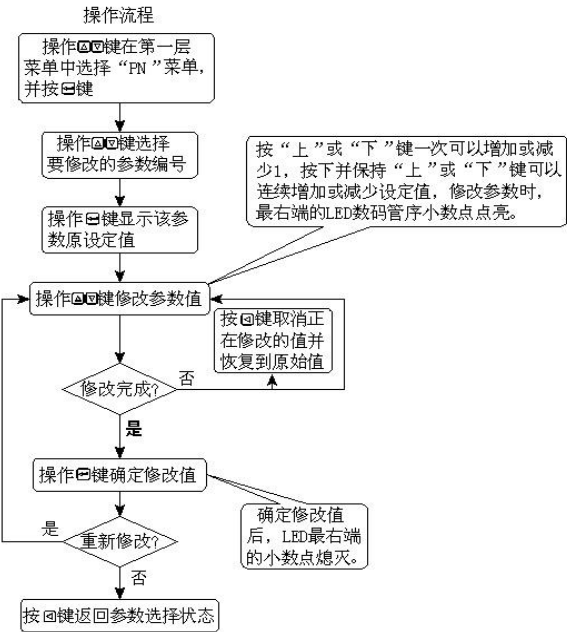 操作流程
操作▲▼键在第一层
菜单中选择“PN”菜单，
并按↵键
操作▲▼键选择
要修改的参数编号
操作↵键显示该参
数原设定值
按“上”或“下”键一次可以增加或减
少1，按下并保持“上”或“下”键可以
连续增加或减少设定值，修改参数时，
最右端的LED数码管序小数点点亮。
操作▲▼键修改参数值
按◁键取消正
在修改的值并
恢复到原始值
修改完成？
否
是
操作↵键确定修改值
确定修改值
后，LED最右端
的小数点熄灭。
是
重新修改？
否
按◁键返回参数选择状态